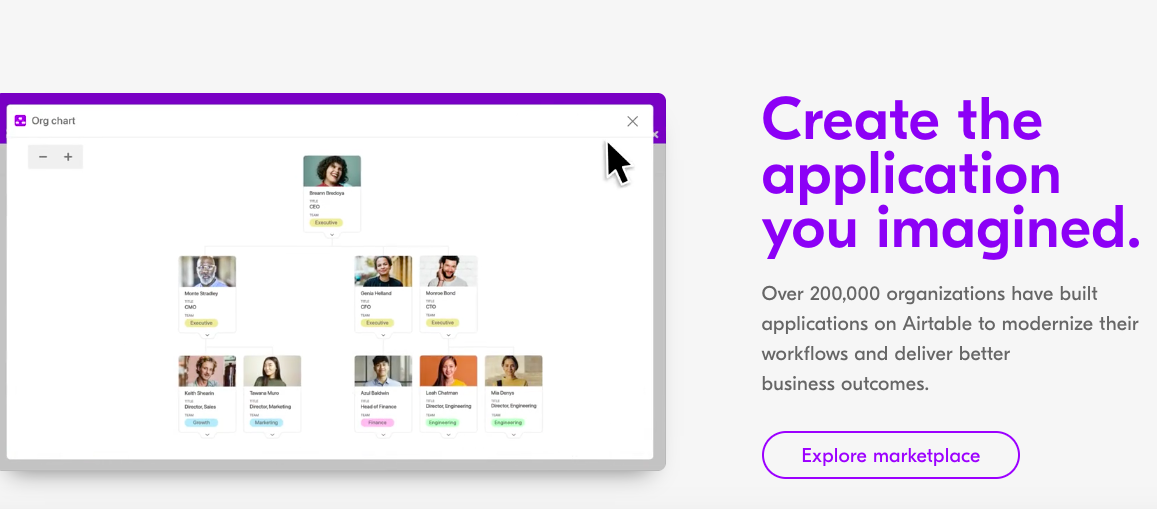 Org chart
Breann Bredoya
TITLE
CEO
TEAM
Executive
Monte Stradley
TITLE
CMO
TEAM
Executive
Genia Helland
TITLE
CFO
TEAM
Executive
Morese Bond
TITLE
CTO
TEAM
Executive
Keith Shearin
TITLE
Director, Sales
TEAM
Growth
Tawana Muro
TITLE
Director, Marketing
TEAM
Marketing
Azul Baldwin
TITLE
Head of Finance
TEAM
Finance
Leah Chatman
TITLE
Director, Engineering
TEAM
Engineering
Mia Denys
TITLE
Director, Engineering
TEAM
Engineering
Create the
application
you imagined.
Over 200,000 organizations have built
applications on Airtable to modernize their
workflows and deliver better
business outcomes.
Explore marketplace